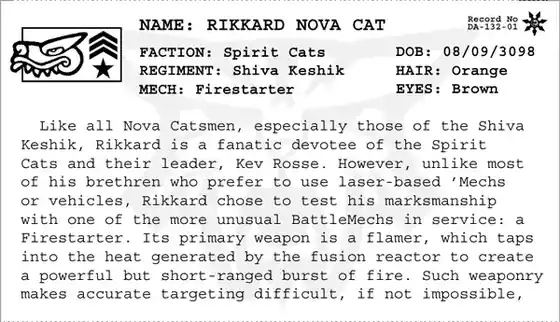 NAME: RIKKARD NOVA CAT
Record No
DA-132-01
FACTION: Spirit Cats
DOB: 08/09/3098
REGIMENT: Shiva Keshik
HAIR: Orange
MECH: Firestarter
EYES: Brown
Like all Nova Catsmen, especially those of the Shiva
Keshik, Rikkard is a fanatic devotee of the Spirit
Cats and their leader, Kev Rosse. However, unlike most
of his brethren who prefer to use laser-based ’Mechs
or vehicles, Rikkard chose to test his marksmanship
with one of the more unusual BattleMechs in service: a
Firestarter. Its primary weapon is a flamer, which taps
into the heat generated by the fusion reactor to create
a powerful but short-ranged burst of fire. Such weaponry
makes accurate targeting difficult, if not impossible,